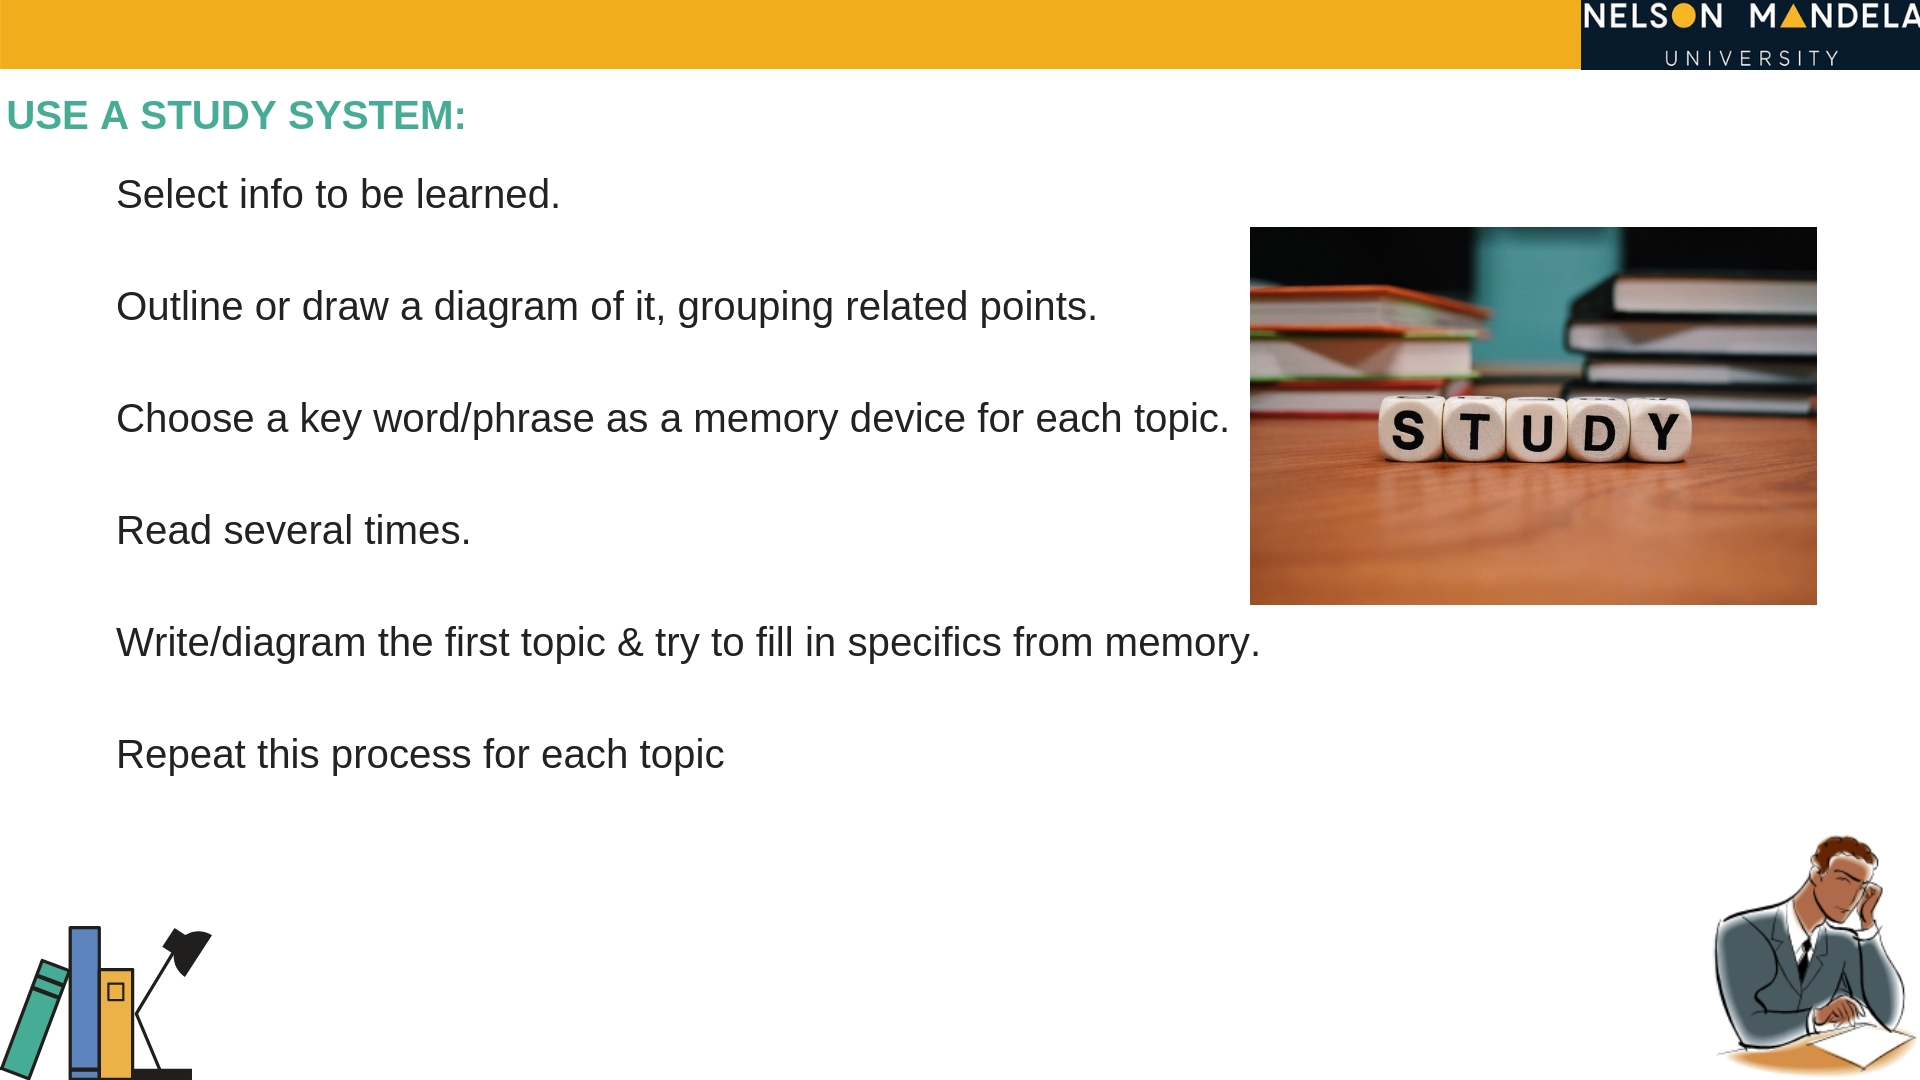 NELSON MANDELA
UNIVERSITY
USE A STUDY SYSTEM:
Select info to be learned.
Outline or draw a diagram of it, grouping related points.
Choose a key word/phrase as a memory device for each topic.
Read several times.
Write/diagram the first topic & try to fill in specifics from memory.
Repeat this process for each topic
STUDY